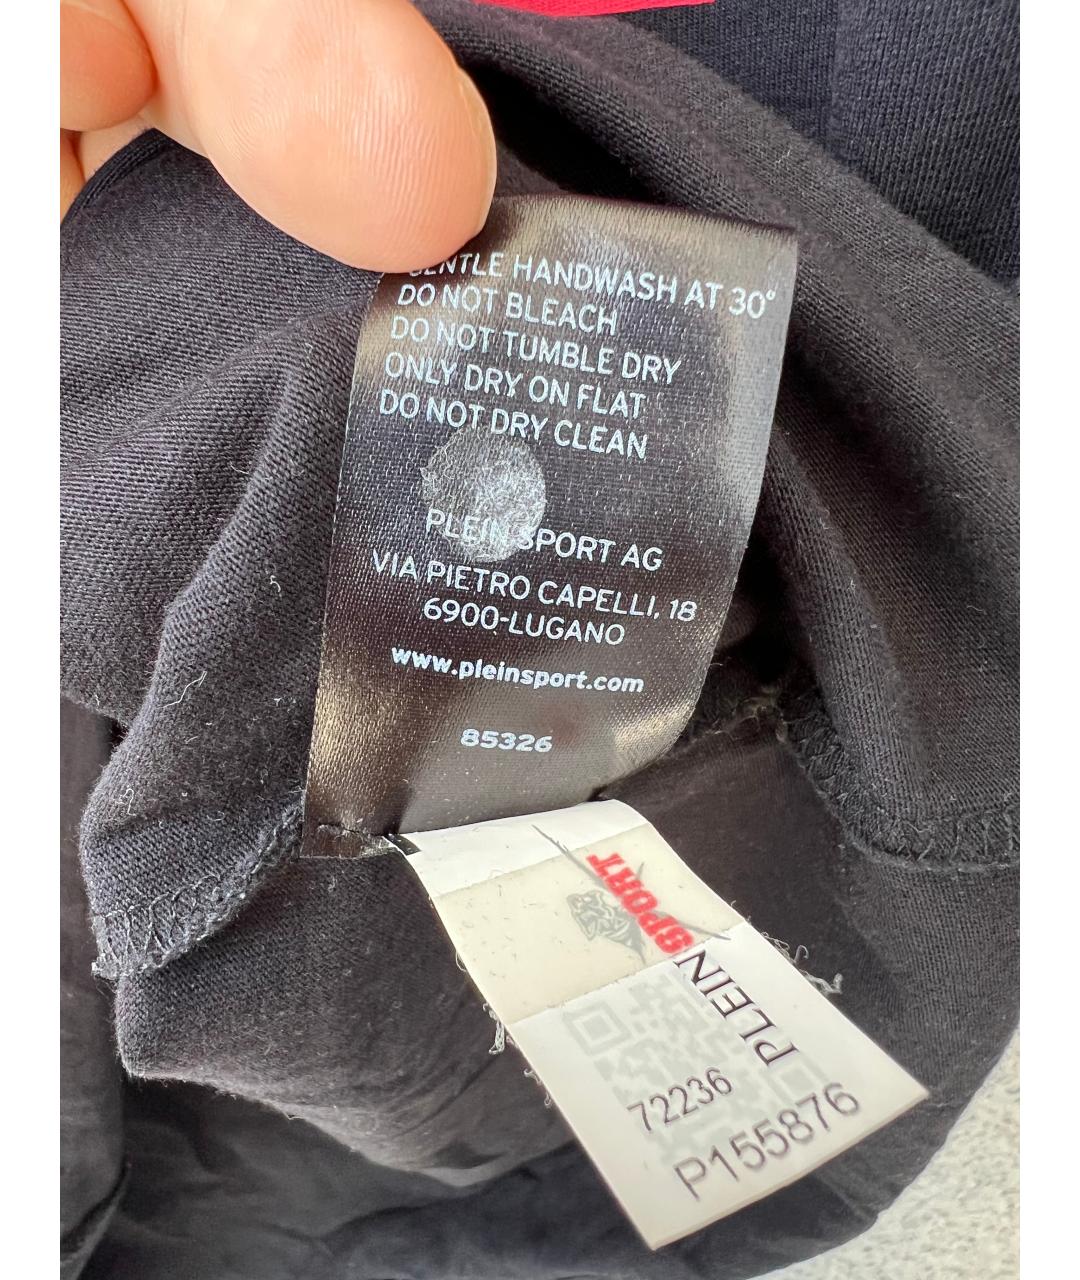 GENTLE HANDWASH AT 30°
DO NOT BLEACH
DO NOT TUMBLE DRY
ONLY DRY ON FLAT
DO NOT DRY CLEAN
PLEIN SPORT AG
VIA PIETRO CAPELLI, 18
6900-LUGANO
www.pleinsport.com
85326
PLEIN SPORT
72236
P155876